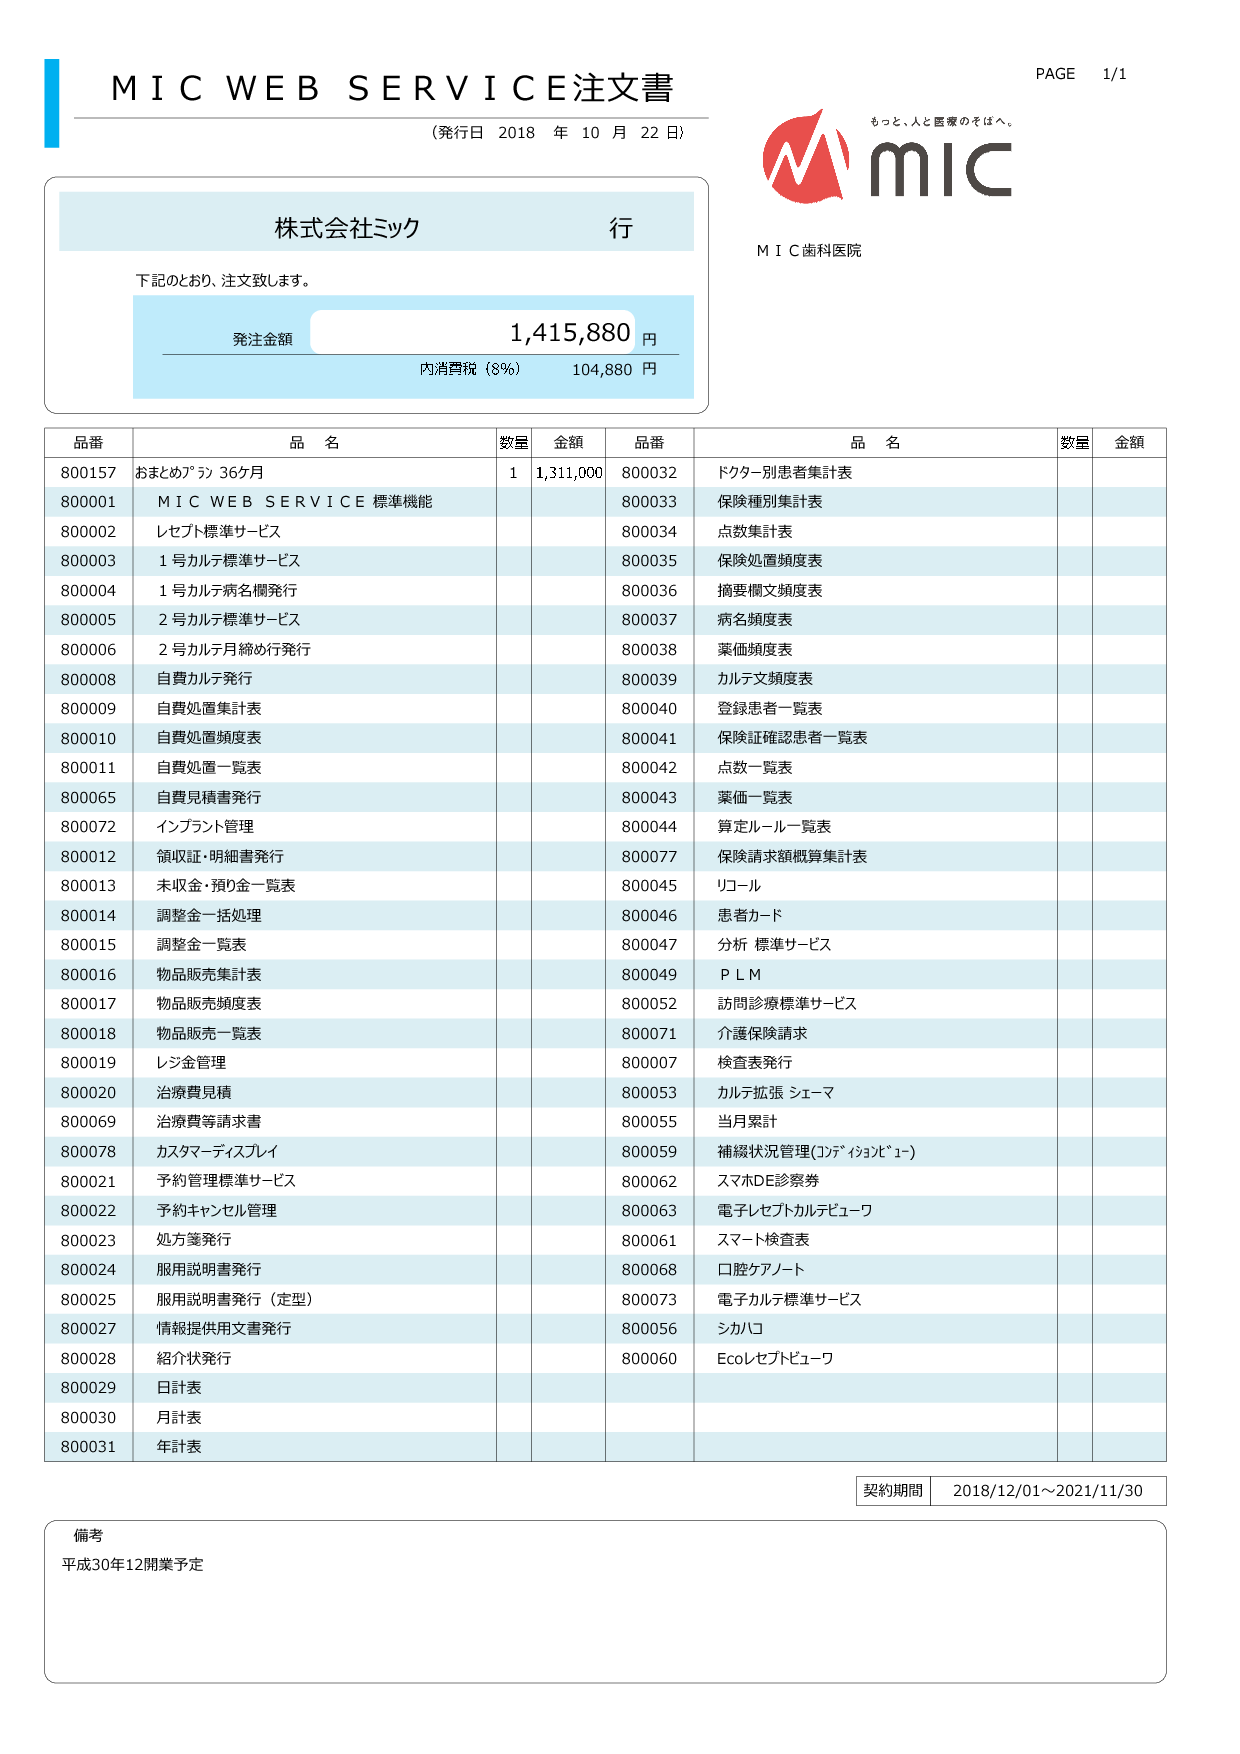 ＭＩＣ ＷＥＢ ＳＥＲＶＩＣＥ注文書
PAGE 1/1
（発行日 2018 年 10 月 22 日）
もっと、人と医療のそばへ。
mic
株式会社ミック 行
ＭＩＣ歯科医院
下記のとおり、注文致します。
発注金額 1,415,880 円
内消費税（8%） 104,880 円
品番 品 名 数量 金額 品番 品 名 数量 金額
800157 おまとめﾌﾟﾗﾝ 36ケ月 1 1,311,000 800032 ドクター別患者集計表
800001 ＭＩＣ ＷＥＢ ＳＥＲＶＩＣＥ 標準機能 800033 保険種別集計表
800002 レセプト標準サービス 800034 点数集計表
800003 １号カルテ標準サービス 800035 保険処置頻度表
800004 １号カルテ病名欄発行 800036 摘要欄文頻度表
800005 ２号カルテ標準サービス 800037 病名頻度表
800006 ２号カルテ月締め行発行 800038 薬価頻度表
800008 自費カルテ発行 800039 カルテ文頻度表
800009 自費処置集計表 800040 登録患者一覧表
800010 自費処置頻度表 800041 保険証確認患者一覧表
800011 自費処置一覧表 800042 点数一覧表
800065 自費見積書発行 800043 薬価一覧表
800072 インプラント管理 800044 算定ルール一覧表
800012 領収証・明細書発行 800077 保険請求額概算集計表
800013 未収金・預り金一覧表 800045 リコール
800014 調整金一括処理 800046 患者カード
800015 調整金一覧表 800047 分析 標準サービス
800016 物品販売集計表 800049 ＰＬＭ
800017 物品販売頻度表 800052 訪問診療標準サービス
800018 物品販売一覧表 800071 介護保険請求
800019 レジ金管理 800007 検査表発行
800020 治療費見積 800053 カルテ拡張 シェーマ
800069 治療費等請求書 800055 当月累計
800078 カスタマーディスプレイ 800059 補綴状況管理(ｺﾝﾃﾞｨｼｮﾝﾋﾞｭｰ)
800021 予約管理標準サービス 800062 スマホDE診察券
800022 予約キャンセル管理 800063 電子レセプトカルテビューワ
800023 処方箋発行 800061 スマート検査表
800024 服用説明書発行 800068 口腔ケアノート
800025 服用説明書発行（定型） 800073 電子カルテ標準サービス
800027 情報提供用文書発行 800056 シカハコ
800028 紹介状発行 800060 Ecoレセプトビューワ
800029 日計表
800030 月計表
800031 年計表
契約期間 2018/12/01～2021/11/30
備考
平成30年12開業予定